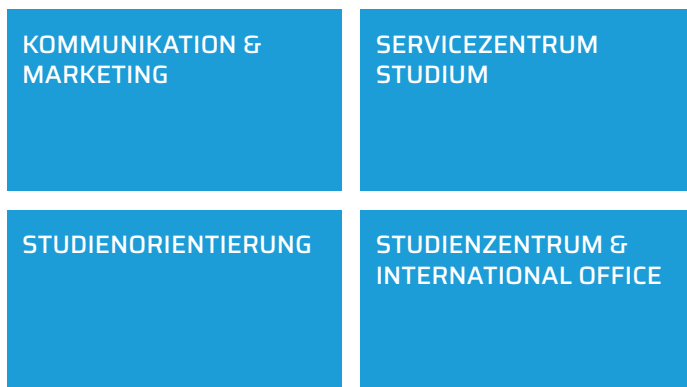 KOMMUNIKATION &
MARKETING
SERVICEZENTRUM
STUDIUM
STUDIENORIENTIERUNG
STUDIENZENTRUM &
INTERNATIONAL OFFICE